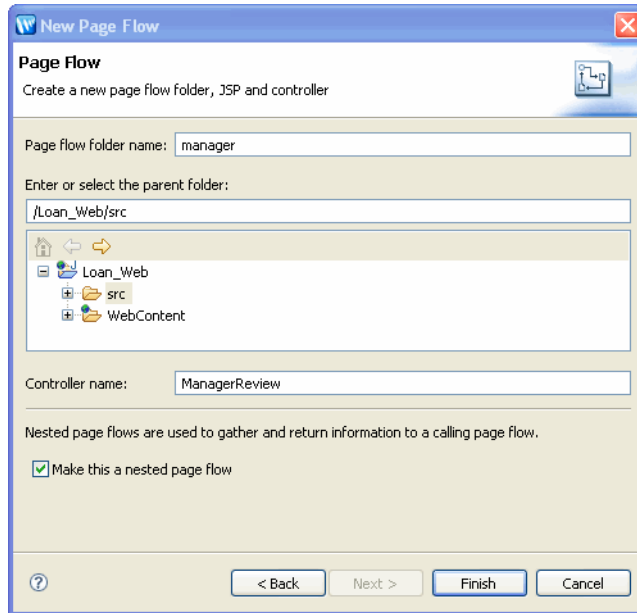 New Page Flow
Page Flow
Create a new page flow folder, JSP and controller
Page flow folder name: manager
Enter or select the parent folder:
/Loan_Web/src
Loan_Web
src
WebContent
Controller name: ManagerReview
Nested page flows are used to gather and return information to a calling page flow.
Make this a nested page flow
< Back Next > Finish Cancel